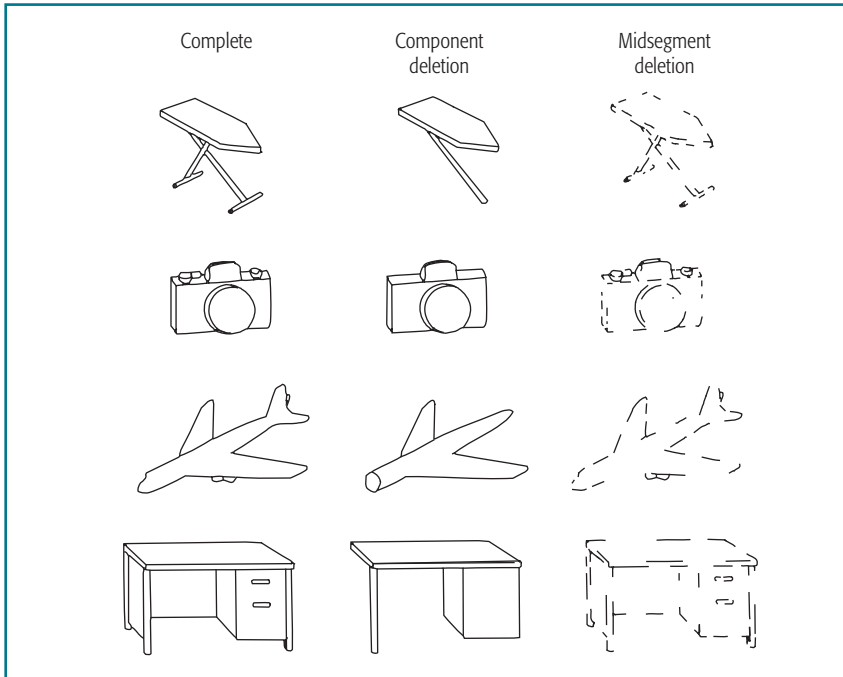 Complete
Component
deletion
Midsegment
deletion